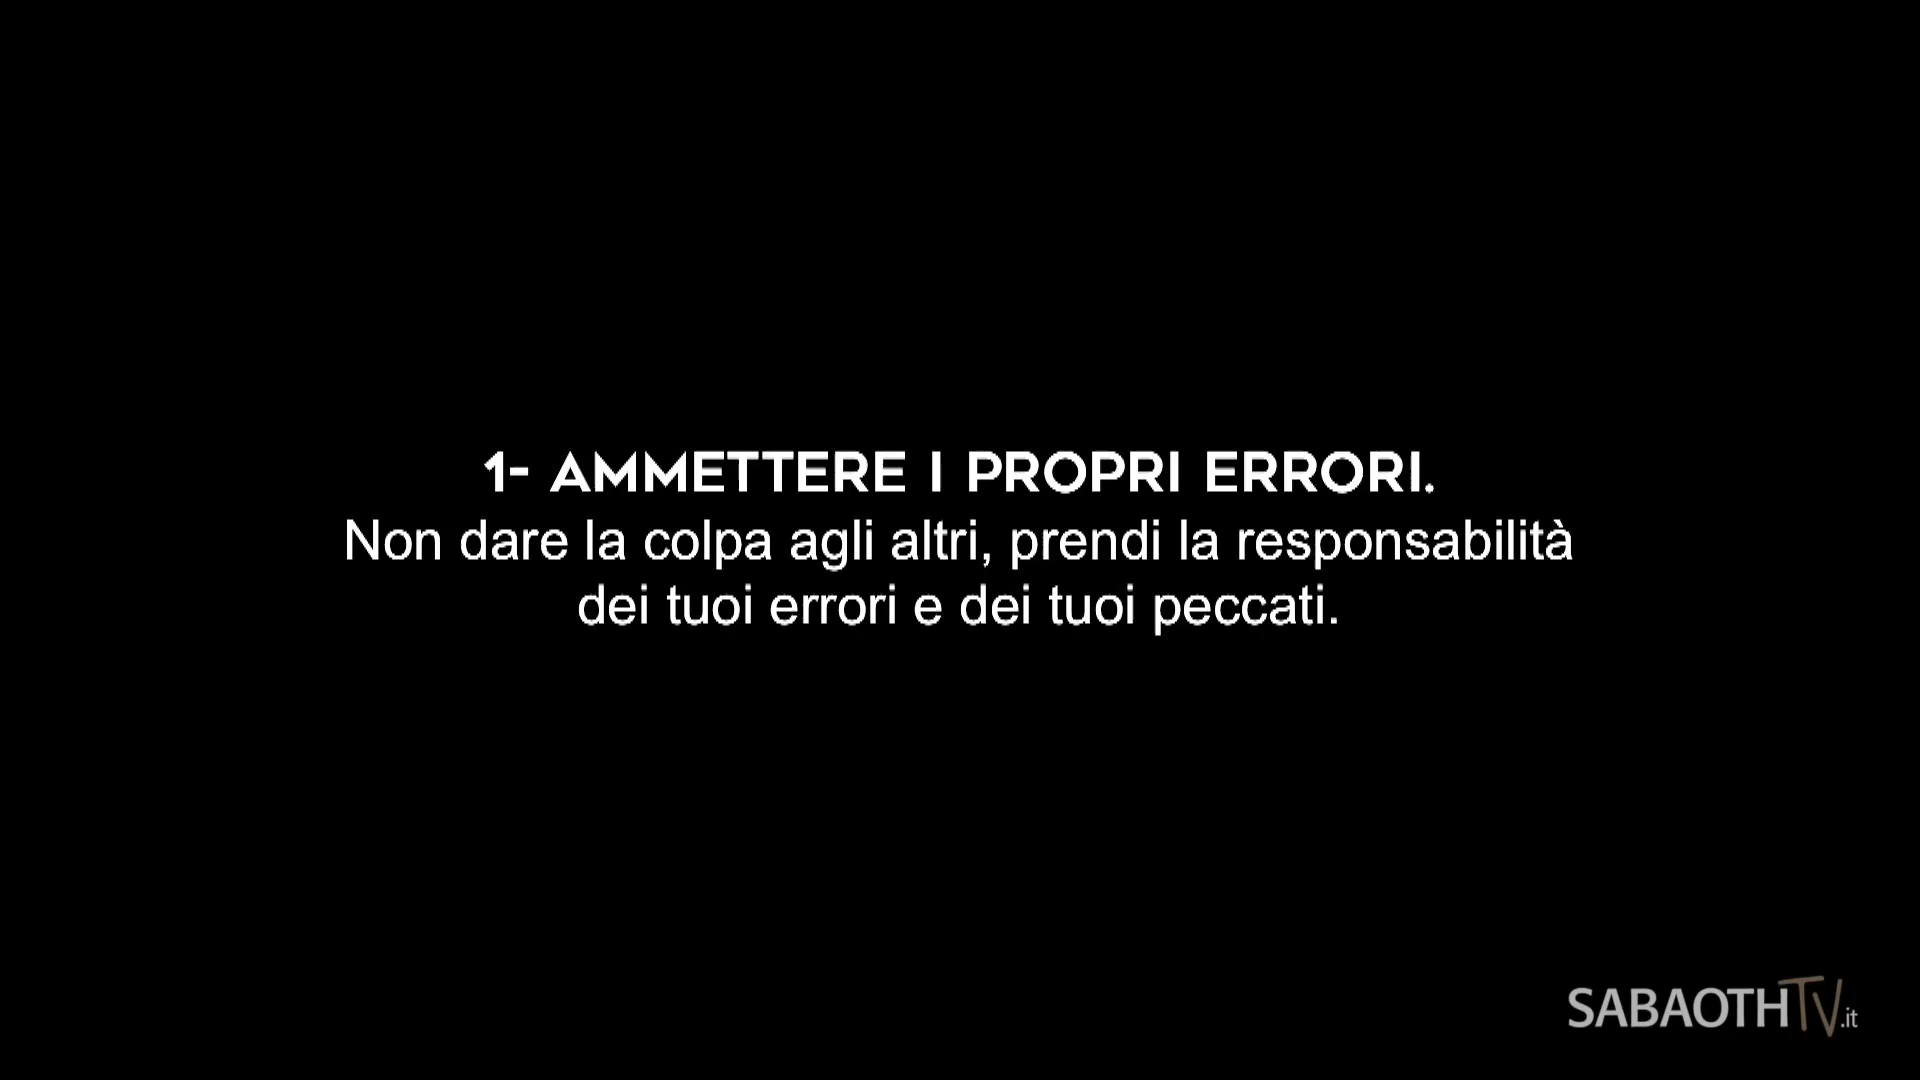 1- AMMETTERE I PROPRI ERRORI.
Non dare la colpa agli altri, prendi la responsabilità
dei tuoi errori e dei tuoi peccati.
SABAOTHTV.it